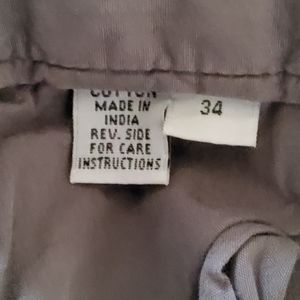 COTTON
MADE IN
INDIA
REV. SIDE
FOR CARE
INSTRUCTIONS
34